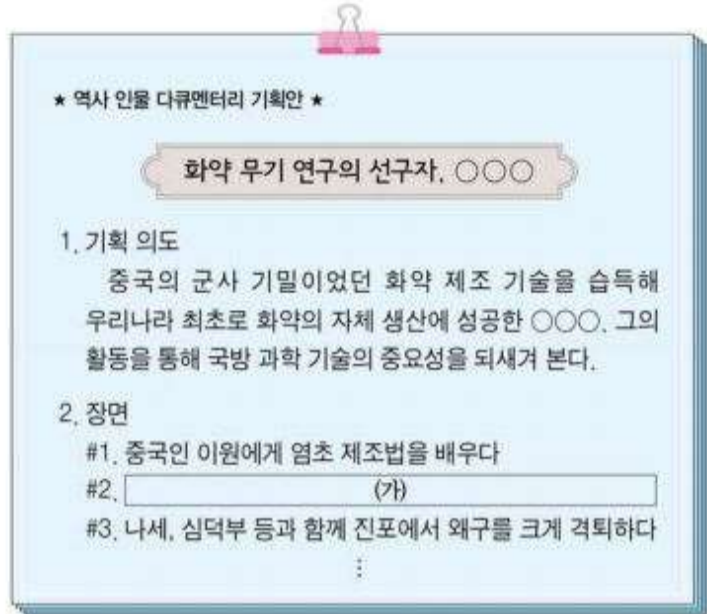 ★ 역사 인물 다큐멘터리 기획안 ★
화약 무기 연구의 선구자, ○○○
1. 기획 의도
중국의 군사 기밀이었던 화약 제조 기술을 습득해
우리나라 최초로 화약의 자체 생산에 성공한 ○○○. 그의
활동을 통해 국방 과학 기술의 중요성을 되새겨 본다.
2. 장면
#1. 중국인 이원에게 염초 제조법을 배우다
#2. (가)
#3. 나세, 심덕부 등과 함께 진포에서 왜구를 크게 격퇴하다
⋮